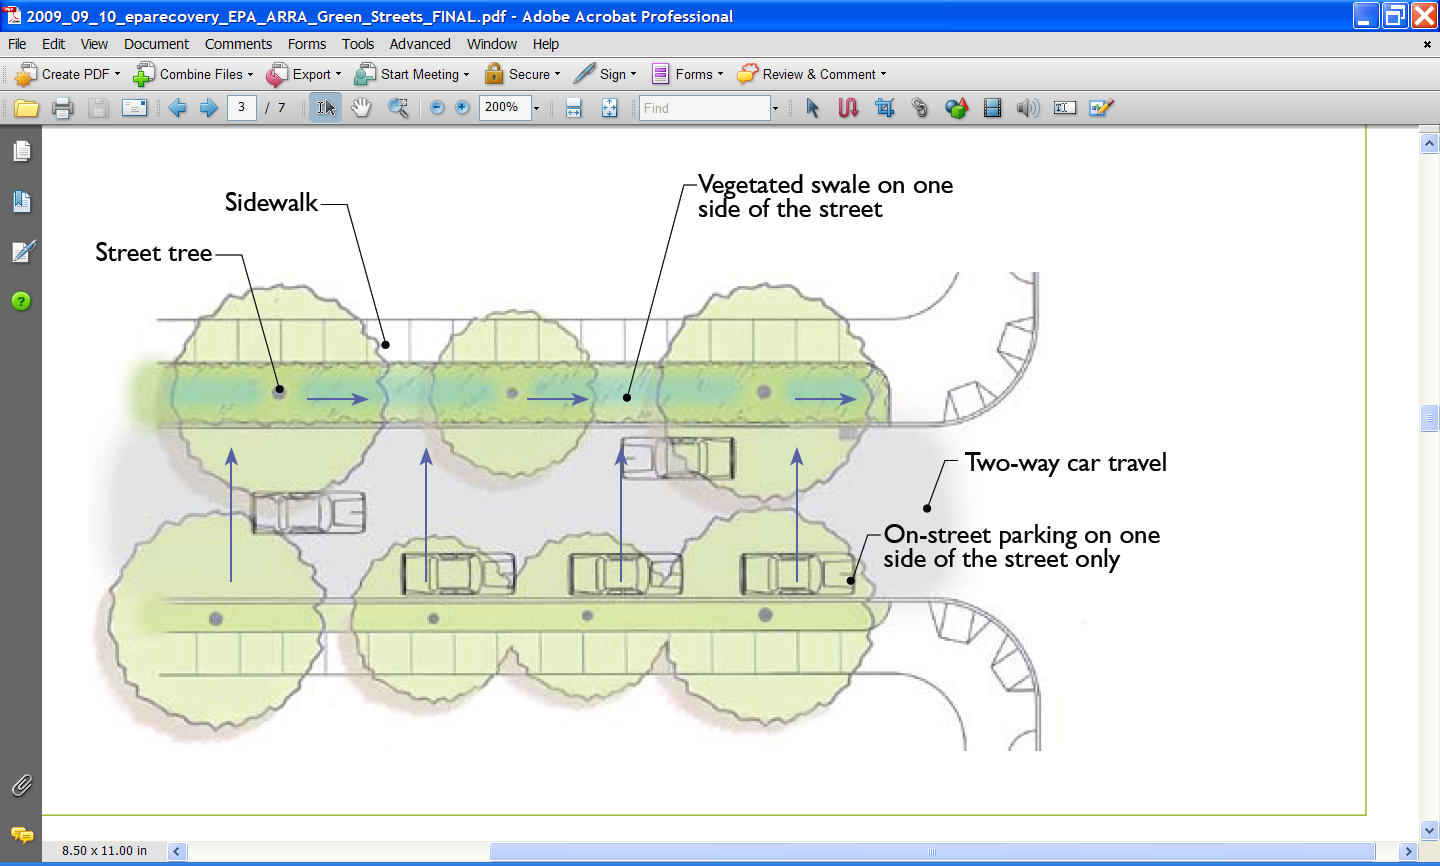 2009_09_10_eparecovery_EPA_ARRA_Green_Streets_FINAL.pdf - Adobe Acrobat Professional
File Edit View Document Comments Forms Tools Advanced Window Help
Create PDF Combine Files Export Start Meeting Secure Sign Forms Review & Comment
3 / 7 200% Find
Vegetated swale on one
side of the street
Sidewalk
Street tree
Two-way car travel
On-street parking on one
side of the street only
8.50 x 11.00 in